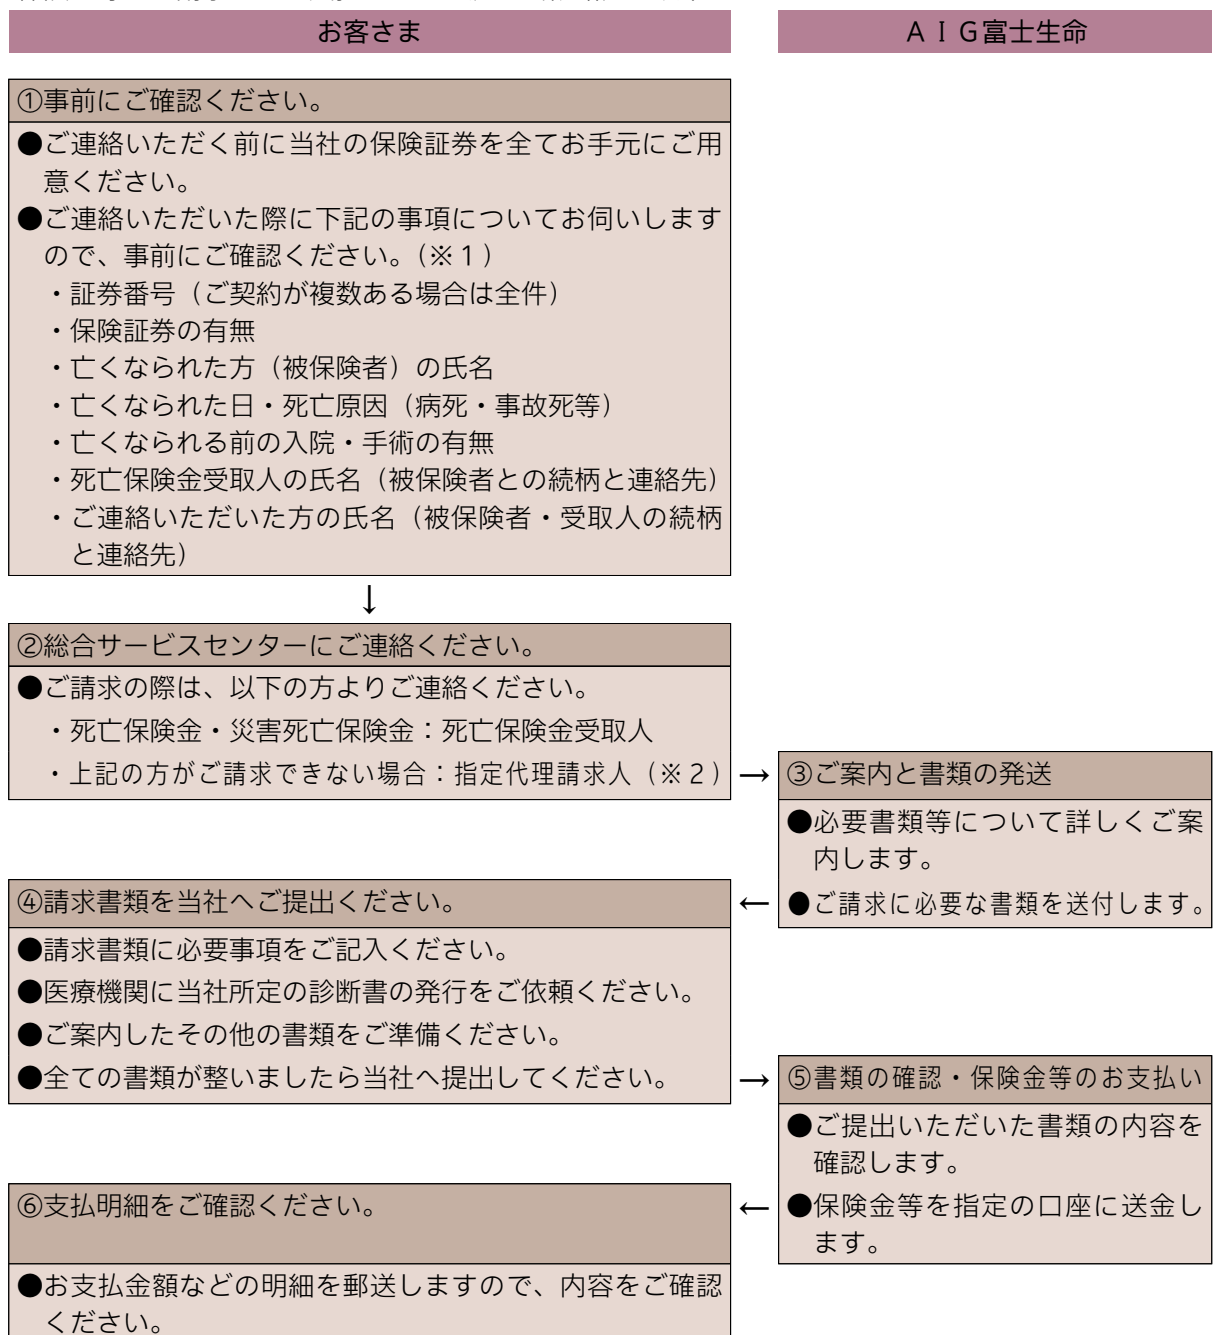 お客さま
ＡＩＧ富士生命
①事前にご確認ください。
●ご連絡いただく前に当社の保険証券を全てお手元にご用
意ください。
●ご連絡いただいた際に下記の事項についてお伺いします
ので、事前にご確認ください。（※１）
・証券番号（ご契約が複数ある場合は全件）
・保険証券の有無
・亡くなられた方（被保険者）の氏名
・亡くなられた日・死亡原因（病死・事故死等）
・亡くなられる前の入院・手術の有無
・死亡保険金受取人の氏名（被保険者との続柄と連絡先）
・ご連絡いただいた方の氏名（被保険者・受取人の続柄
と連絡先）
↓
②総合サービスセンターにご連絡ください。
●ご請求の際は、以下の方よりご連絡ください。
・死亡保険金・災害死亡保険金：死亡保険金受取人
・上記の方がご請求できない場合：指定代理請求人（※２）
→
③ご案内と書類の発送
●必要書類等について詳しくご案
内します。
●ご請求に必要な書類を送付します。
←
④請求書類を当社へご提出ください。
●請求書類に必要事項をご記入ください。
●医療機関に当社所定の診断書の発行をご依頼ください。
●ご案内したその他の書類をご準備ください。
●全ての書類が整いましたら当社へ提出してください。
→
⑤書類の確認・保険金等のお支払い
●ご提出いただいた書類の内容を
確認します。
●保険金等を指定の口座に送金し
ます。
←
⑥支払明細をご確認ください。
●お支払金額などの明細を郵送しますので、内容をご確認
ください。